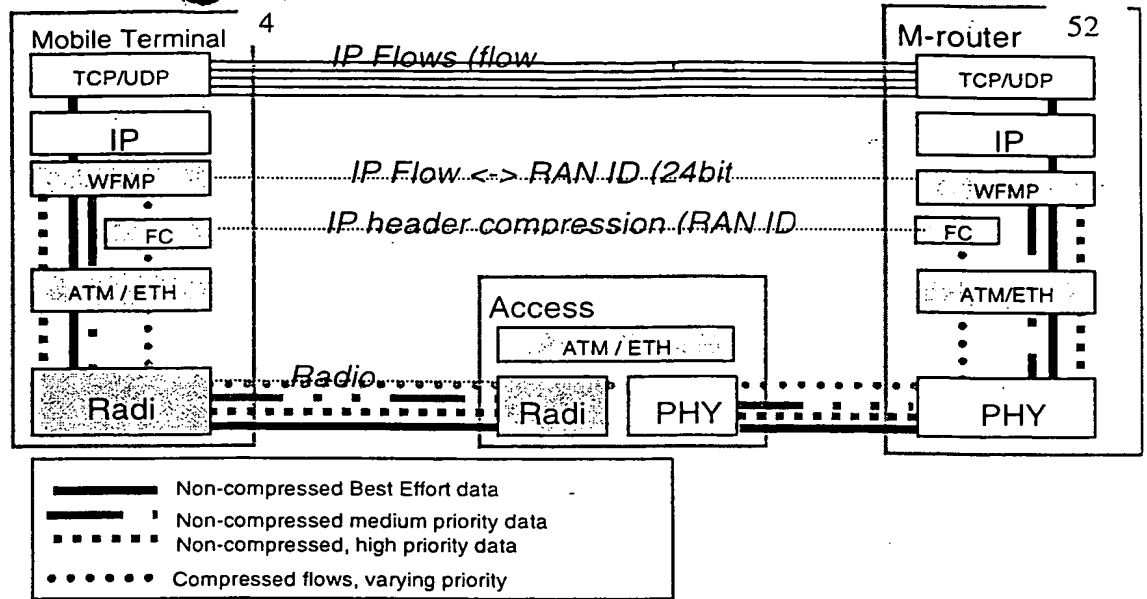 4
52
Mobile Terminal
M-router
IP Flows (flow
TCP/UDP
TCP/UDP
IP
IP
IP Flow <-> RAN ID (24bit
WFMP
WFMP
IP header compression (RAN ID
FC
FC
ATM / ETH
ATM/ETH
Access
ATM / ETH
Radio
Radi
Radi
PHY
PHY
Non-compressed Best Effort data
Non-compressed medium priority data
Non-compressed, high priority data
Compressed flows, varying priority